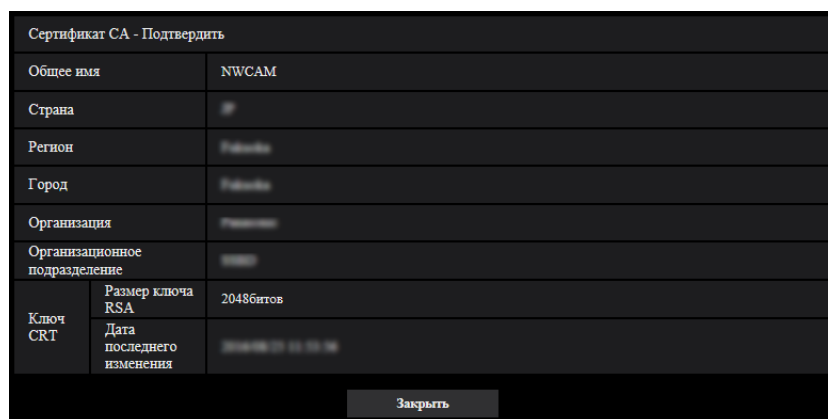 Сертификат CA - Подтвердить
Общее имя NWCAM
Страна
Регион
Город
Организация
Организационное
подразделение
Ключ
CRT
Размер ключа
RSA
2048битов
Дата
последнего
изменения
Закрыть